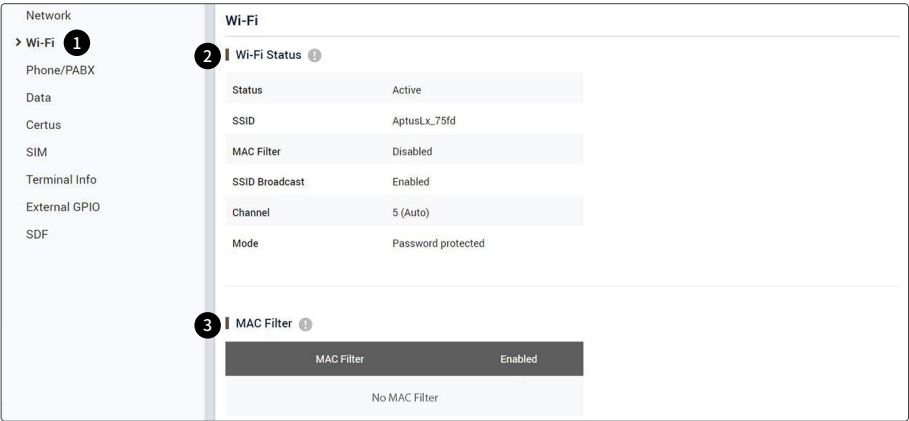 Network
> Wi-Fi 1
Phone/PABX
Data
Certus
SIM
Terminal Info
External GPIO
SDF
Wi-Fi
2 Wi-Fi Status !
Status Active
SSID AptusLx_75fd
MAC Filter Disabled
SSID Broadcast Enabled
Channel 5 (Auto)
Mode Password protected
3 MAC Filter !
MAC Filter Enabled
No MAC Filter